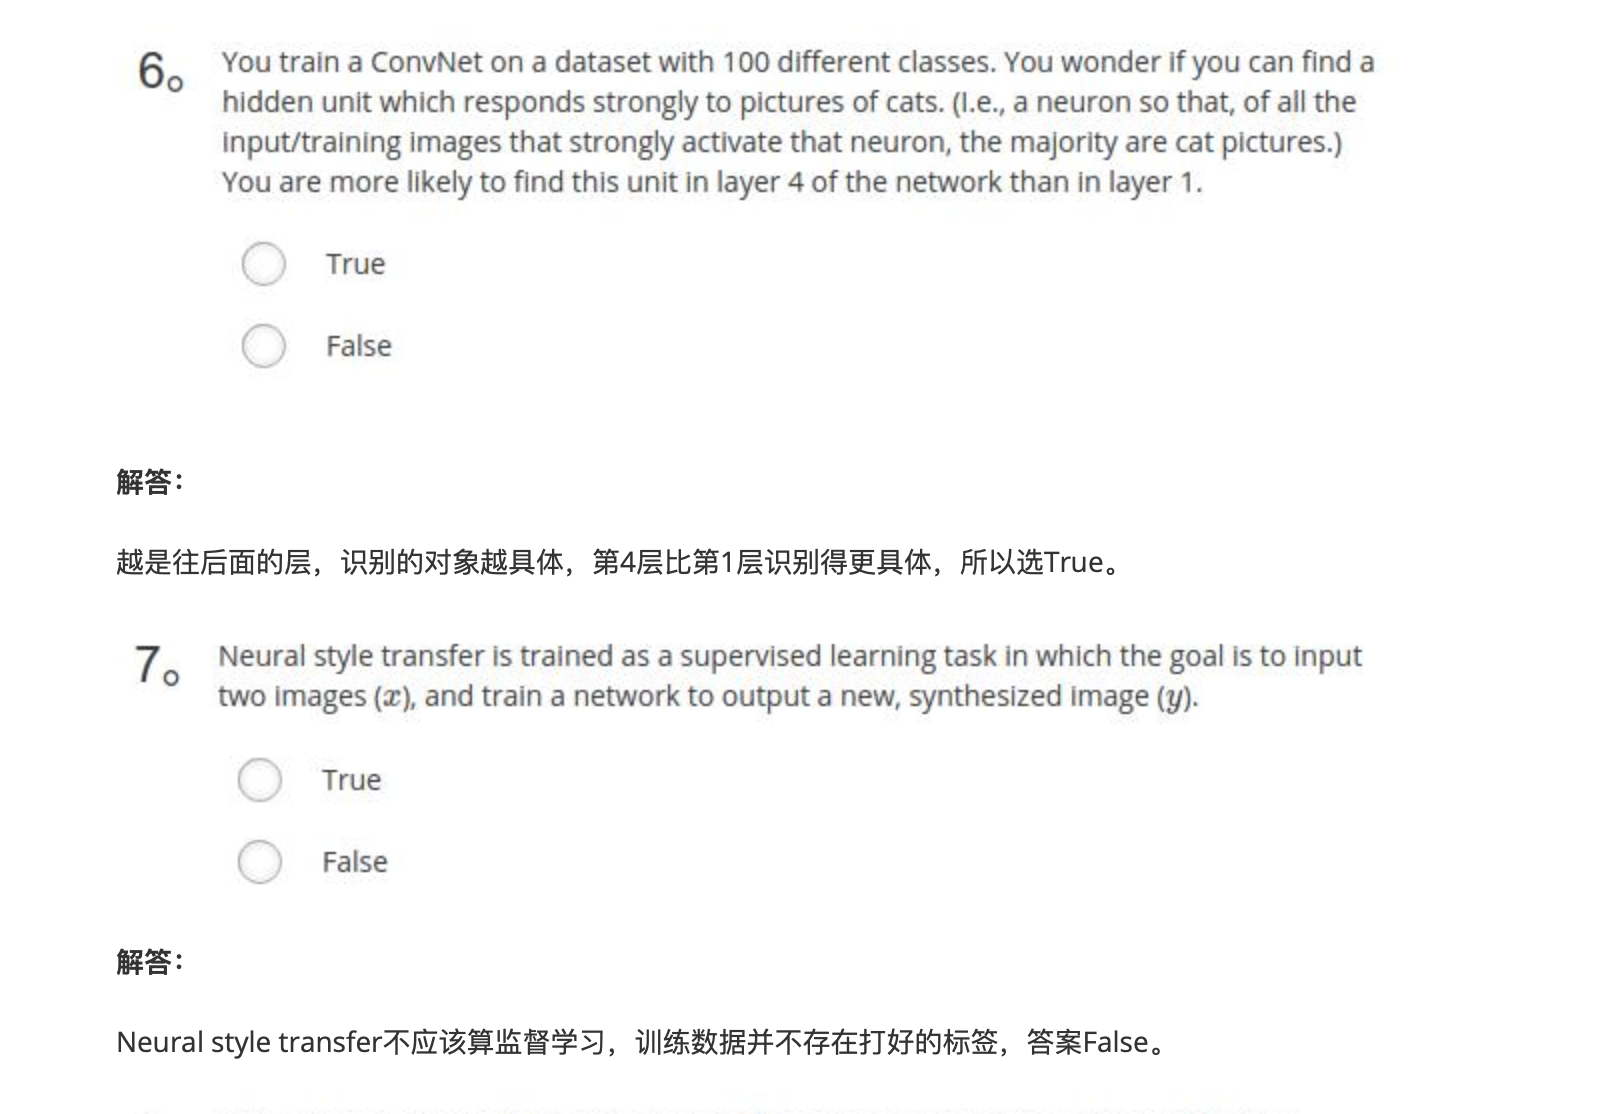 6。 You train a ConvNet on a dataset with 100 different classes. You wonder if you can find a
hidden unit which responds strongly to pictures of cats. (I.e., a neuron so that, of all the
input/training images that strongly activate that neuron, the majority are cat pictures.)
You are more likely to find this unit in layer 4 of the network than in layer 1.
True
False
解答：
越是往后面的层，识别的对象越具体，第4层比第1层识别得更具体，所以选True。
7。 Neural style transfer is trained as a supervised learning task in which the goal is to input
two images (x), and train a network to output a new, synthesized image (y).
True
False
解答：
Neural style transfer不应该算监督学习，训练数据并不存在打好的标签，答案False。